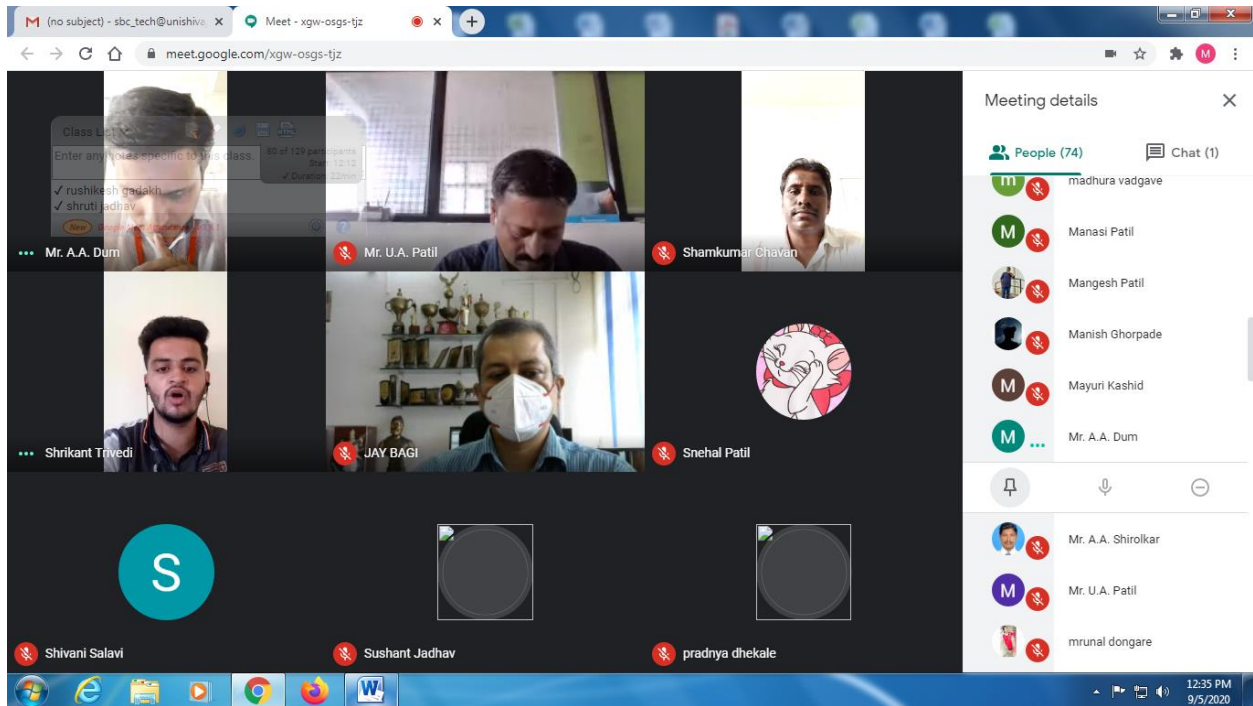 (no subject) - sbc_tech@unishiva
Meet - xgw-osgs-tjz
meet.google.com/xgw-osgs-tjz
M
Class List
Enter any notes specific to this class.
60 of 129 participants
Start: 12:12
✓ Duration: 22min
✓ rushikesh gadakh
✓ shruti jadhav
New
Mr. A.A. Dum
Mr. U.A. Patil
Shamkumar Chavan
Shrikant Trivedi
JAY BAGI
Snehal Patil
S
Shivani Salavi
Sushant Jadhav
pradnya dhekale
Meeting details
People (74)
Chat (1)
m
madhura vadgave
M
Manasi Patil
Mangesh Patil
Manish Ghorpade
M
Mayuri Kashid
M
Mr. A.A. Dum
Mr. A.A. Shirolkar
M
Mr. U.A. Patil
mrunal dongare
12:35 PM
9/5/2020